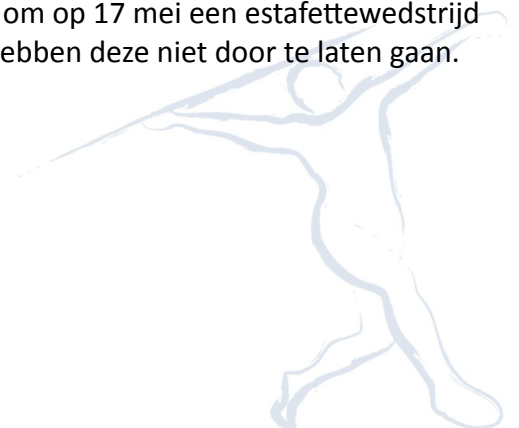 om op 17 mei een estafettewedstrijd
ebben deze niet door te laten gaan.